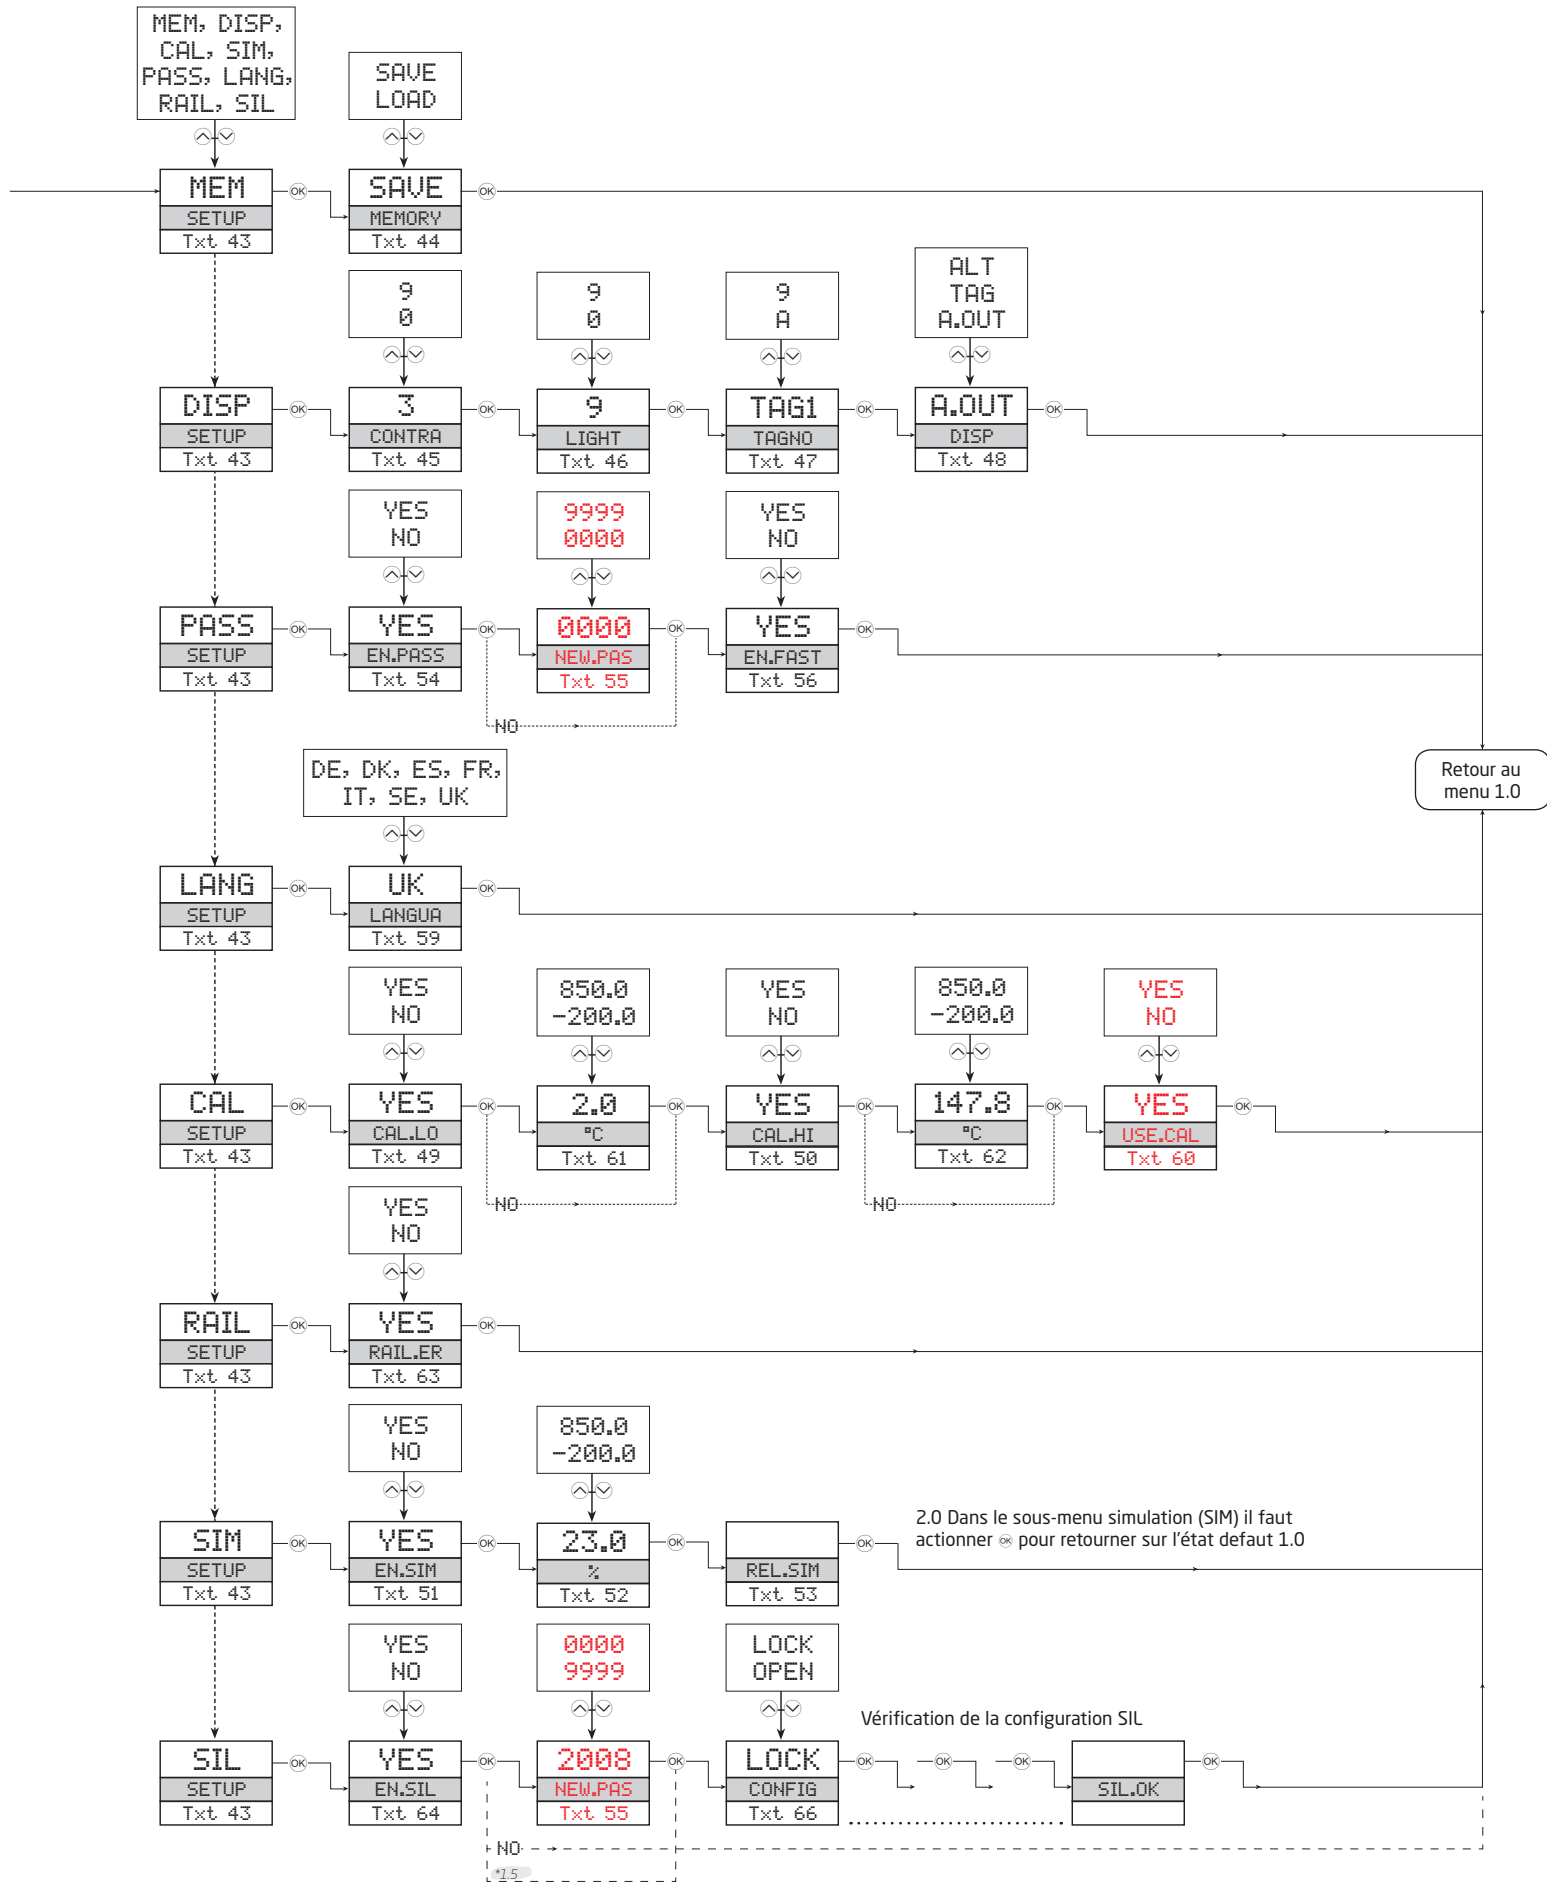 MEM, DISP,
CAL, SIM,
PASS, LANG,
RAIL, SIL
SAVE
LOAD
MEM
SETUP
Txt 43
OK
SAVE
MEMORY
Txt 44
OK
9
0
9
0
9
A
ALT
TAG
A.OUT
DISP
SETUP
Txt 43
OK
3
CONTRA
Txt 45
OK
9
LIGHT
Txt 46
OK
TAG1
TAGNO
Txt 47
OK
A.OUT
DISP
Txt 48
OK
YES
NO
9999
0000
YES
NO
PASS
SETUP
Txt 43
OK
YES
EN.PASS
Txt 54
OK
0000
NEW.PAS
Txt 55
OK
YES
EN.FAST
Txt 56
OK
NO
Retour au
menu 1.0
DE, DK, ES, FR,
IT, SE, UK
LANG
SETUP
Txt 43
OK
UK
LANGUA
Txt 59
OK
YES
NO
850.0
-200.0
YES
NO
850.0
-200.0
YES
NO
CAL
SETUP
Txt 43
OK
YES
CAL.LO
Txt 49
OK
2.0
°C
Txt 61
OK
YES
CAL.HI
Txt 50
OK
147.8
°C
Txt 62
OK
YES
USE.CAL
Txt 60
OK
NO
NO
YES
NO
RAIL
SETUP
Txt 43
OK
YES
RAIL.ER
Txt 63
OK
YES
NO
850.0
-200.0
SIM
SETUP
Txt 43
OK
YES
EN.SIM
Txt 51
OK
23.0
%
Txt 52
OK
REL.SIM
Txt 53
OK
2.0 Dans le sous-menu simulation (SIM) il faut
actionner OK pour retourner sur l'état defaut 1.0
YES
NO
0000
9999
LOCK
OPEN
Vérification de la configuration SIL
SIL
SETUP
Txt 43
OK
YES
EN.SIL
Txt 64
OK
2008
NEW.PAS
Txt 55
OK
LOCK
CONFIG
Txt 66
OK
OK
OK
SIL.OK
OK
NO
*1.5